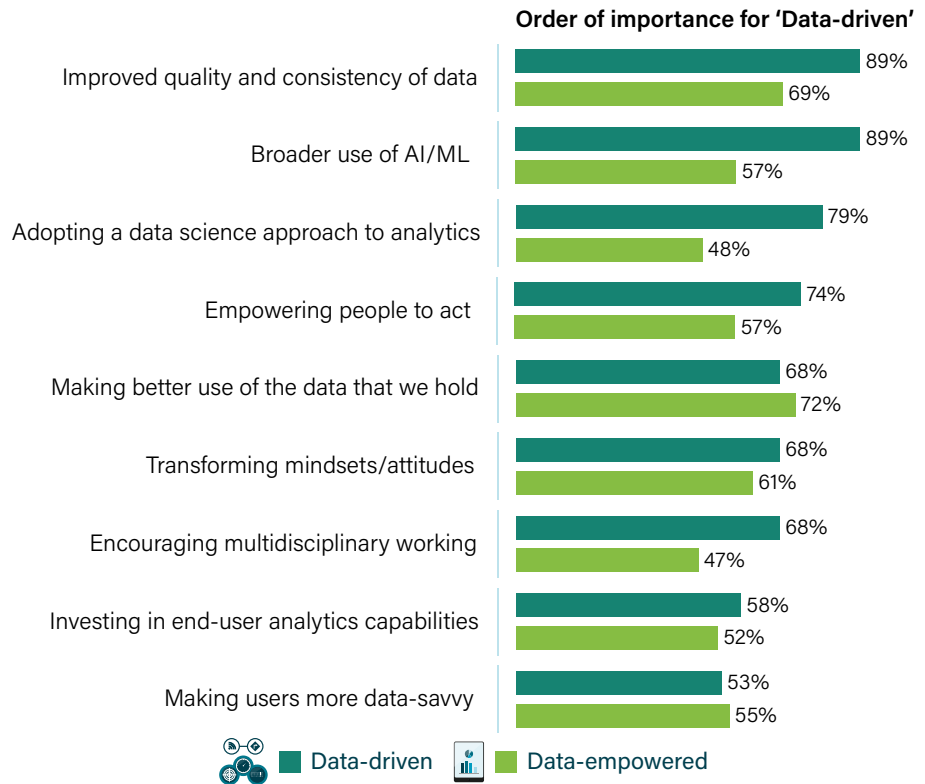 Order of importance for ‘Data-driven’
Improved quality and consistency of data
89%
69%
Broader use of AI/ML
89%
57%
Adopting a data science approach to analytics
79%
48%
Empowering people to act
74%
57%
Making better use of the data that we hold
68%
72%
Transforming mindsets/attitudes
68%
61%
Encouraging multidisciplinary working
68%
47%
Investing in end-user analytics capabilities
58%
52%
Making users more data-savvy
53%
55%
Data-driven
Data-empowered